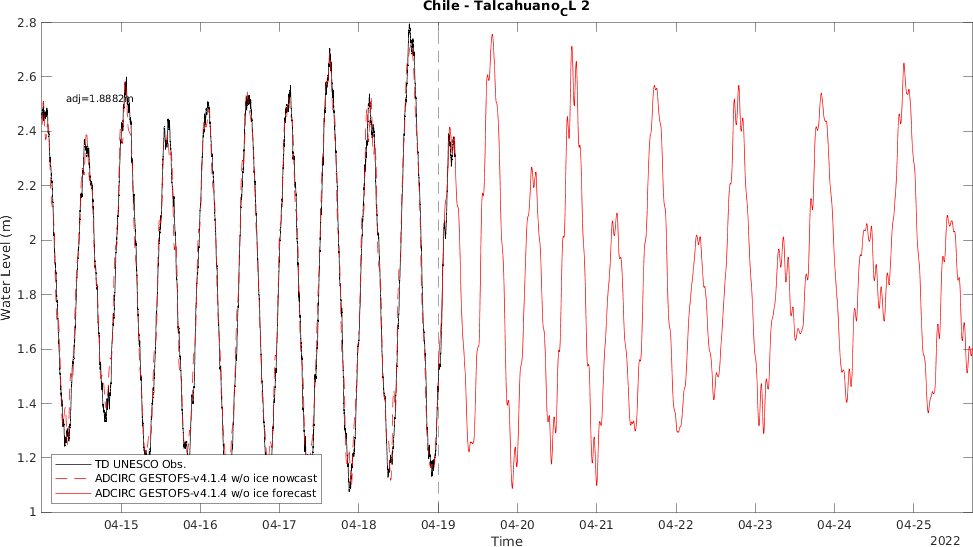 Chile - Talcahuano_CL 2
2.8
2.6
adj=1.8882m
2.4
2.2
2
1.8
1.6
1.4
1.2
1
Water Level (m)
TD UNESCO Obs.
ADCIRC GESTOFS-v4.1.4 w/o ice nowcast
ADCIRC GESTOFS-v4.1.4 w/o ice forecast
04-15 04-16 04-17 04-18 04-19 04-20 04-21 04-22 04-23 04-24 04-25
Time
2022